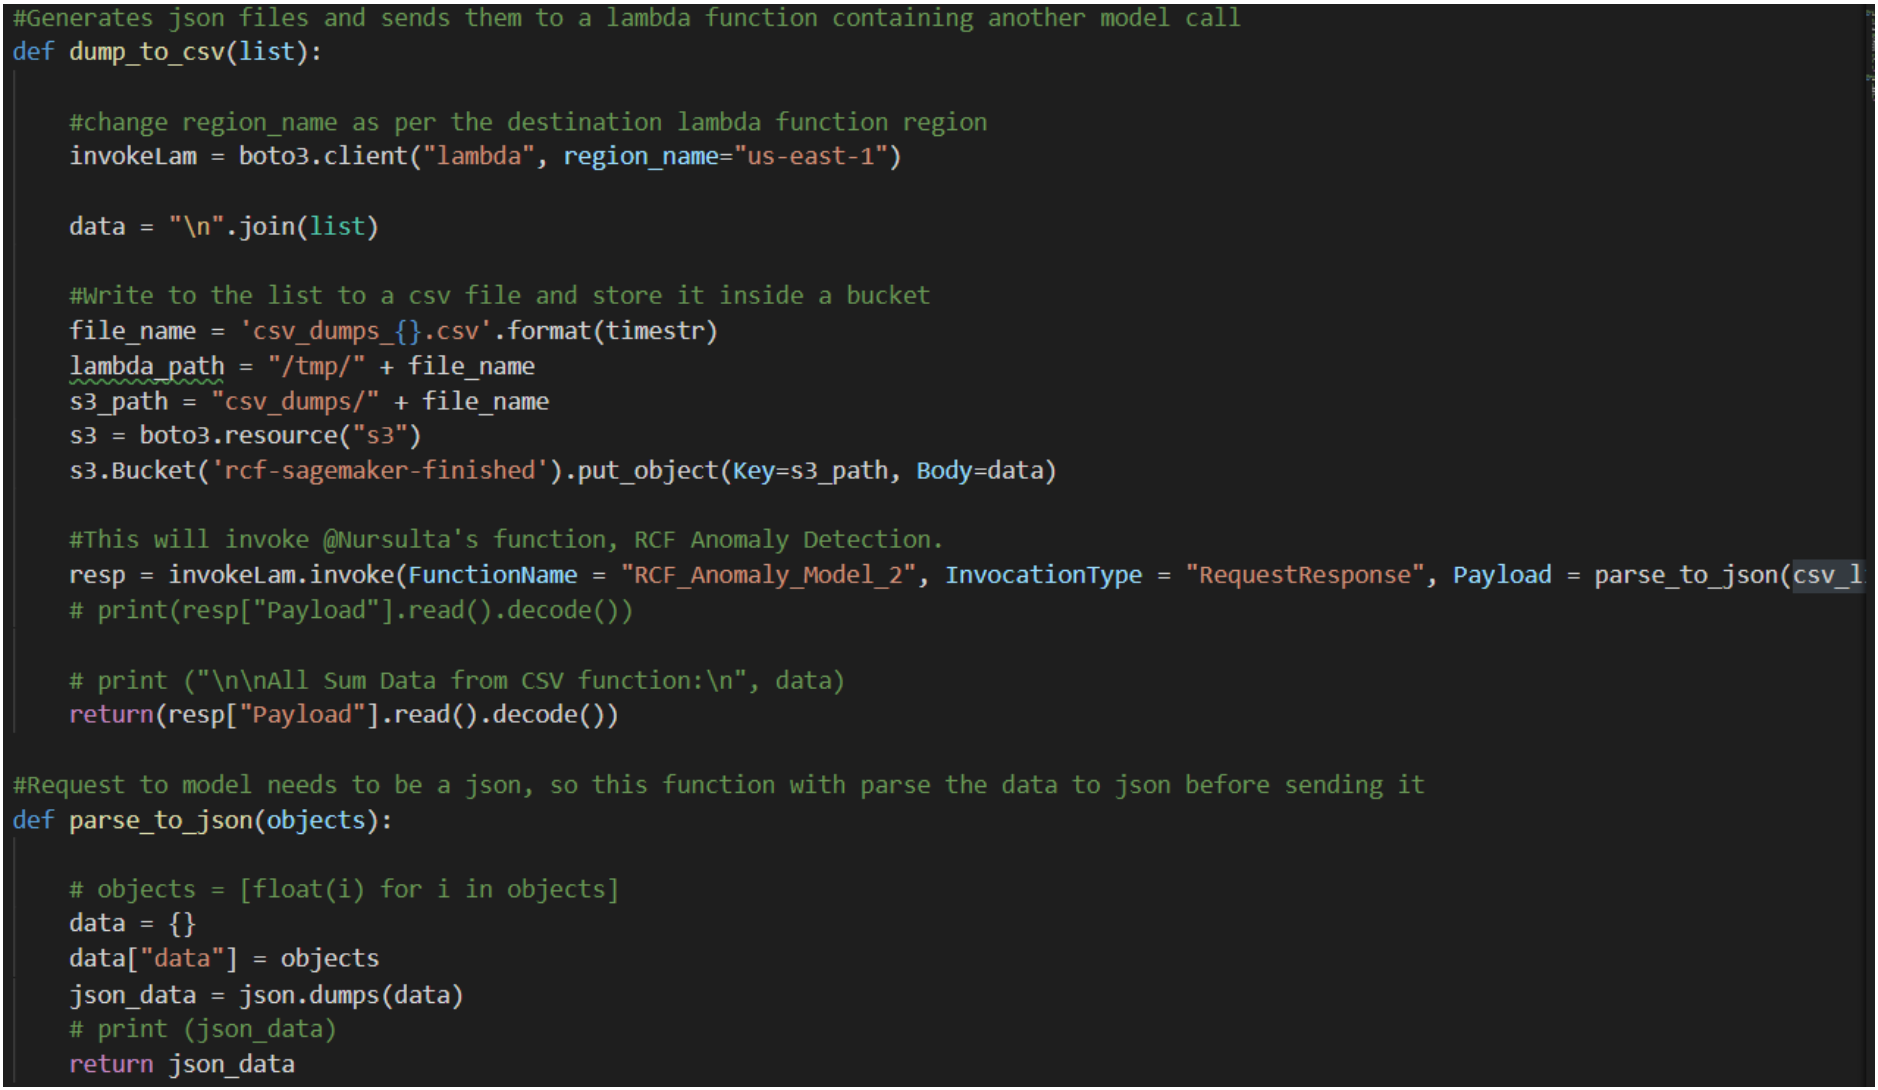 #Generates json files and sends them to a lambda function containing another model call
def dump_to_csv(list):
#change region_name as per the destination lambda function region
invokeLam = boto3.client("lambda", region_name="us-east-1")
data = "\n".join(list)
#Write to the list to a csv file and store it inside a bucket
file_name = 'csv_dumps_{}.csv'.format(timestr)
lambda_path = "/tmp/" + file_name
s3_path = "csv_dumps/" + file_name
s3 = boto3.resource("s3")
s3.Bucket('rcf-sagemaker-finished').put_object(Key=s3_path, Body=data)
#This will invoke @Nursulta's function, RCF Anomaly Detection.
resp = invokeLam.invoke(FunctionName = "RCF_Anomaly_Model_2", InvocationType = "RequestResponse", Payload = parse_to_json(csv_l
# print(resp["Payload"].read().decode())
# print ("\n\nAll Sum Data from CSV function:\n", data)
return(resp["Payload"].read().decode())
#Request to model needs to be a json, so this function with parse the data to json before sending it
def parse_to_json(objects):
# objects = [float(i) for i in objects]
data = {}
data["data"] = objects
json_data = json.dumps(data)
# print (json_data)
return json_data